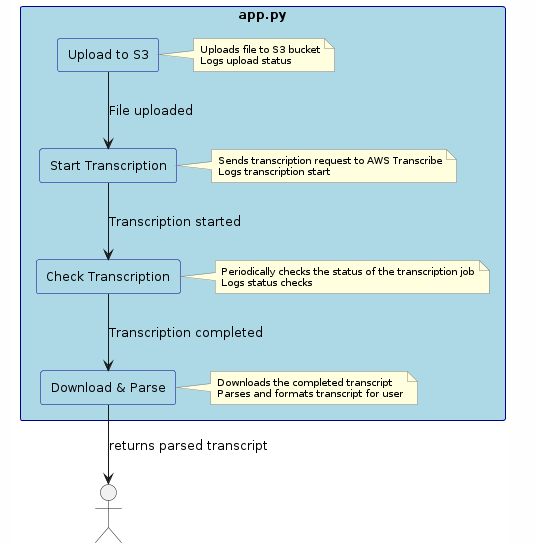 app.py
Upload to S3
Uploads file to S3 bucket
Logs upload status
File uploaded
Start Transcription
Sends transcription request to AWS Transcribe
Logs transcription start
Transcription started
Check Transcription
Periodically checks the status of the transcription job
Logs status checks
Transcription completed
Download & Parse
Downloads the completed transcript
Parses and formats transcript for user
returns parsed transcript